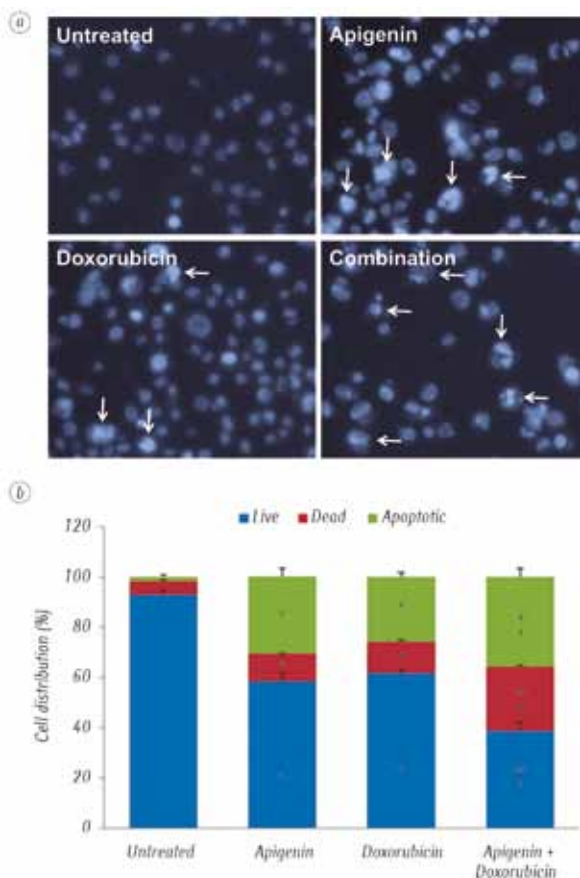 a
Untreated
Apigenin
Doxorubicin
Combination
b
Live Dead Apoptotic
120
100
80
60
40
20
0
Cell distribution (%)
Untreated
Apigenin
Doxorubicin
Apigenin +
Doxorubicin